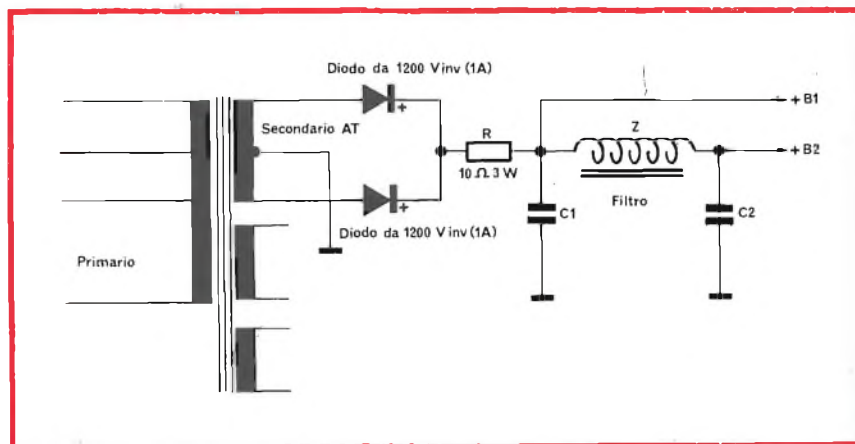 Diodo da 1200 Vinv (1A)
+ B1
Secondario AT
+
R
Z
+ B2
10 Ω 3 W
+
C1
Filtro
C2
Diodo da 1200 Vinv (1A)
Primario